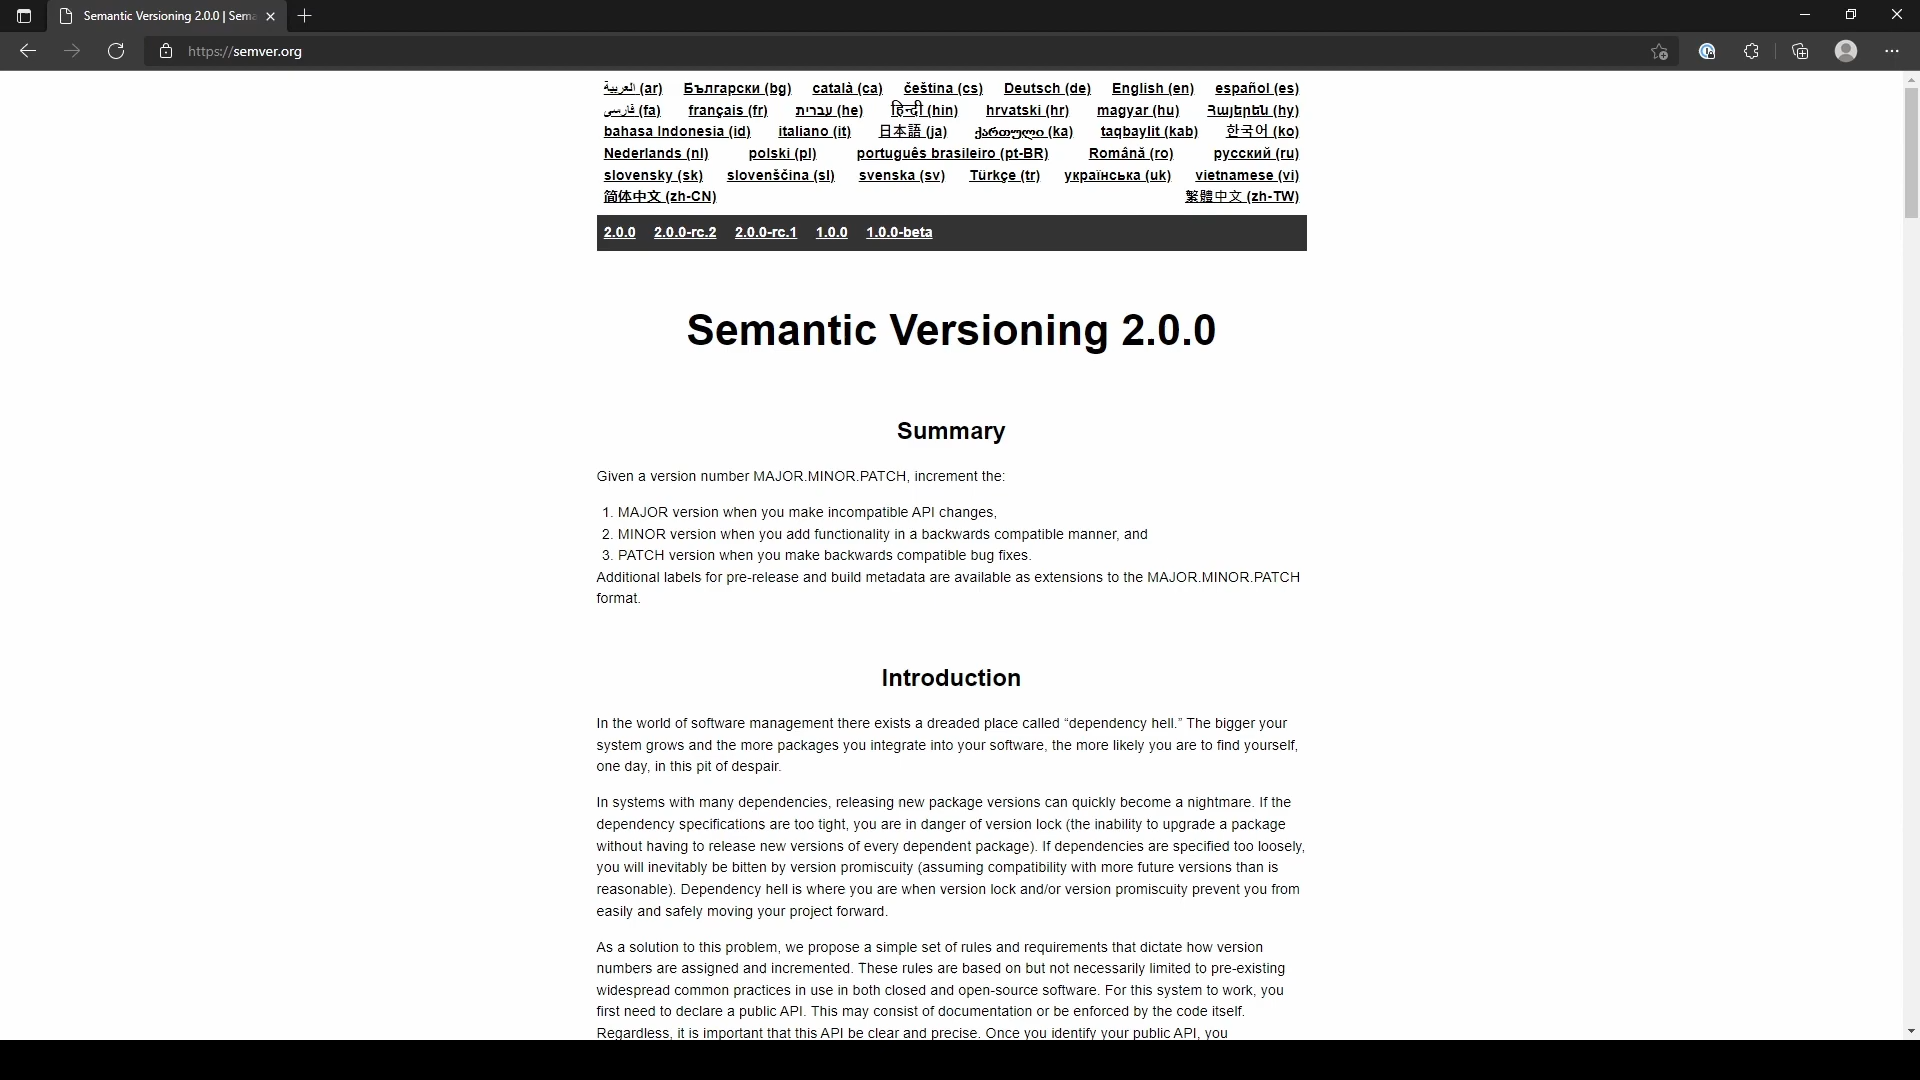 Semantic Versioning 2.0.0 | Sema
https://semver.org
العربية (ar) Български (bg) català (ca) čeština (cs) Deutsch (de) English (en) español (es)
فارسی (fa) français (fr) עברית (he) हिन्दी (hin) hrvatski (hr) magyar (hu) Հայերեն (hy)
bahasa Indonesia (id) italiano (it) 日本語 (ja) ქართული (ka) taqbaylit (kab) 한국어 (ko)
Nederlands (nl) polski (pl) português brasileiro (pt-BR) Română (ro) русский (ru)
slovensky (sk) slovenščina (sl) svenska (sv) Türkçe (tr) українська (uk) vietnamese (vi)
简体中文 (zh-CN) 繁體中文 (zh-TW)
2.0.0 2.0.0-rc.2 2.0.0-rc.1 1.0.0 1.0.0-beta
Semantic Versioning 2.0.0
Summary
Given a version number MAJOR.MINOR.PATCH, increment the:
1. MAJOR version when you make incompatible API changes,
2. MINOR version when you add functionality in a backwards compatible manner, and
3. PATCH version when you make backwards compatible bug fixes.
Additional labels for pre-release and build metadata are available as extensions to the MAJOR.MINOR.PATCH
format.
Introduction
In the world of software management there exists a dreaded place called “dependency hell.” The bigger your
system grows and the more packages you integrate into your software, the more likely you are to find yourself,
one day, in this pit of despair.
In systems with many dependencies, releasing new package versions can quickly become a nightmare. If the
dependency specifications are too tight, you are in danger of version lock (the inability to upgrade a package
without having to release new versions of every dependent package). If dependencies are specified too loosely,
you will inevitably be bitten by version promiscuity (assuming compatibility with more future versions than is
reasonable). Dependency hell is where you are when version lock and/or version promiscuity prevent you from
easily and safely moving your project forward.
As a solution to this problem, we propose a simple set of rules and requirements that dictate how version
numbers are assigned and incremented. These rules are based on but not necessarily limited to pre-existing
widespread common practices in use in both closed and open-source software. For this system to work, you
first need to declare a public API. This may consist of documentation or be enforced by the code itself.
Regardless, it is important that this API be clear and precise. Once you identify your public API, you